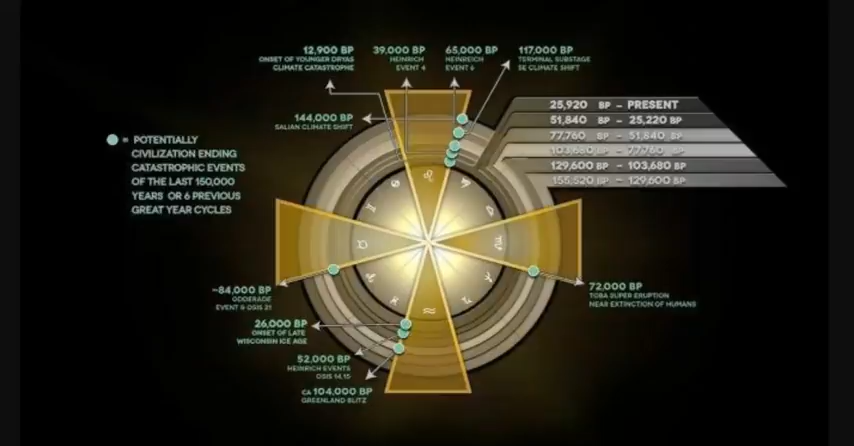 12,900 BP
ONSET OF YOUNGER DRYAS
CLIMATE CATASTROPHE
39,000 BP
HEINRICH
EVENT 4
65,000 BP
HEINREICH
EVENT 6
117,000 BP
TERMINAL SUBSTAGE
5E CLIMATE SHIFT
144,000 BP
SALIAN CLIMATE SHIFT
25,920 BP – PRESENT
51,840 BP – 25,220 BP
77,760 BP – 51,840 BP
103,680 BP – 77,760 BP
129,600 BP – 103,680 BP
155,520 BP – 129,600 BP
= POTENTIALLY
CIVILIZATION ENDING
CATASTROPHIC EVENTS
OF THE LAST 150,000
YEARS OR 6 PREVIOUS
GREAT YEAR CYCLES
~84,000 BP
ODDERADE
EVENT 9 OSIS 21
26,000 BP
ONSET OF LATE
WISCONSIN ICE AGE
52,000 BP
HEINRICH EVENTS
OSIS 14,15
CA 104,000 BP
GREENLAND BLITZ
72,000 BP
TOBA SUPER ERUPTION
NEAR EXTINCTION OF HUMANS